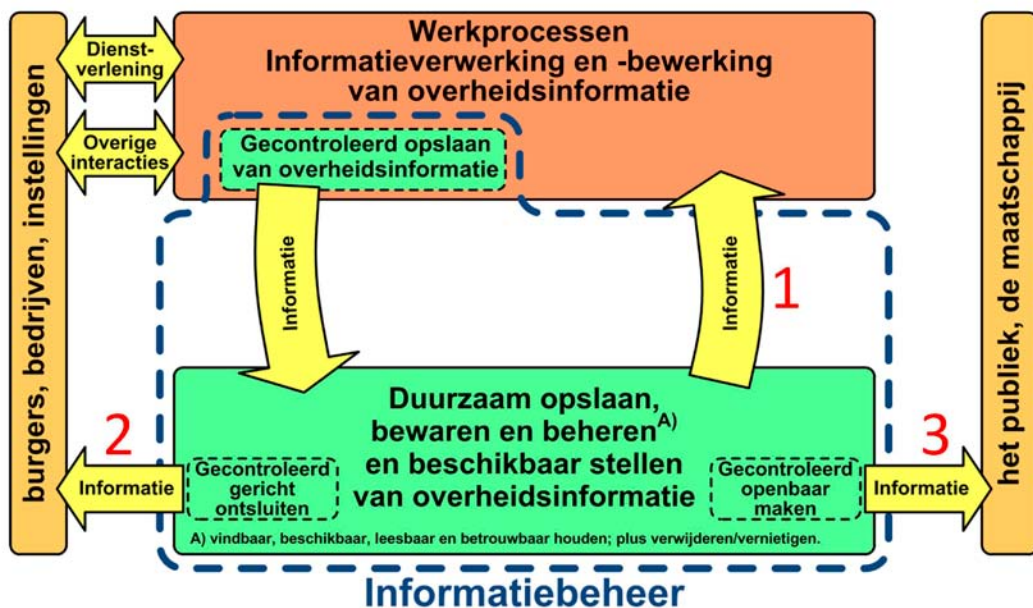 burgers, bedrijven, instellingen
Dienst-
verlening
Overige
interacties
Werkprocessen
Informatieverwerking en -bewerking
van overheidsinformatie
Gecontroleerd opslaan
van overheidsinformatie
Informatie
Informatie
1
Duurzaam opslaan,
bewaren en beheren A)
en beschikbaar stellen
van overheidsinformatie
2
Informatie
Gecontroleerd
gericht
ontsluiten
Gecontroleerd
openbaar
maken
3
Informatie
A) vindbaar, beschikbaar, leesbaar en betrouwbaar houden; plus verwijderen/vernietigen.
Informatiebeheer
het publiek, de maatschappij